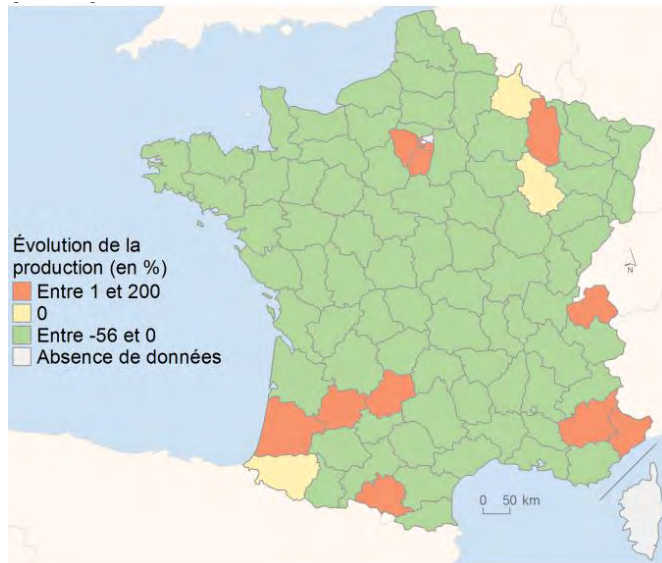 Évolution de la
production (en %)
Entre 1 et 200
0
Entre -56 et 0
Absence de données
N
0 50 km